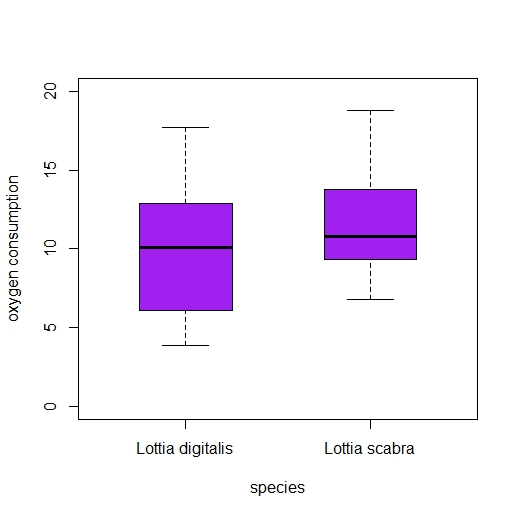 20
15
10
5
0
oxygen consumption
Lottia digitalis
Lottia scabra
species